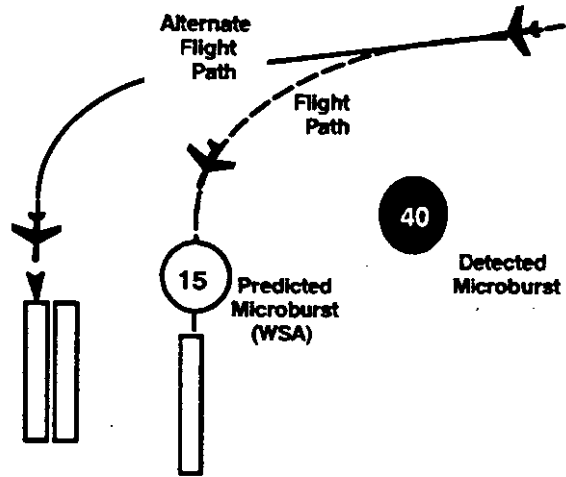 Alternate
Flight
Path
Flight
Path
40
Detected
Microburst
15
Predicted
Microburst
(WSA)